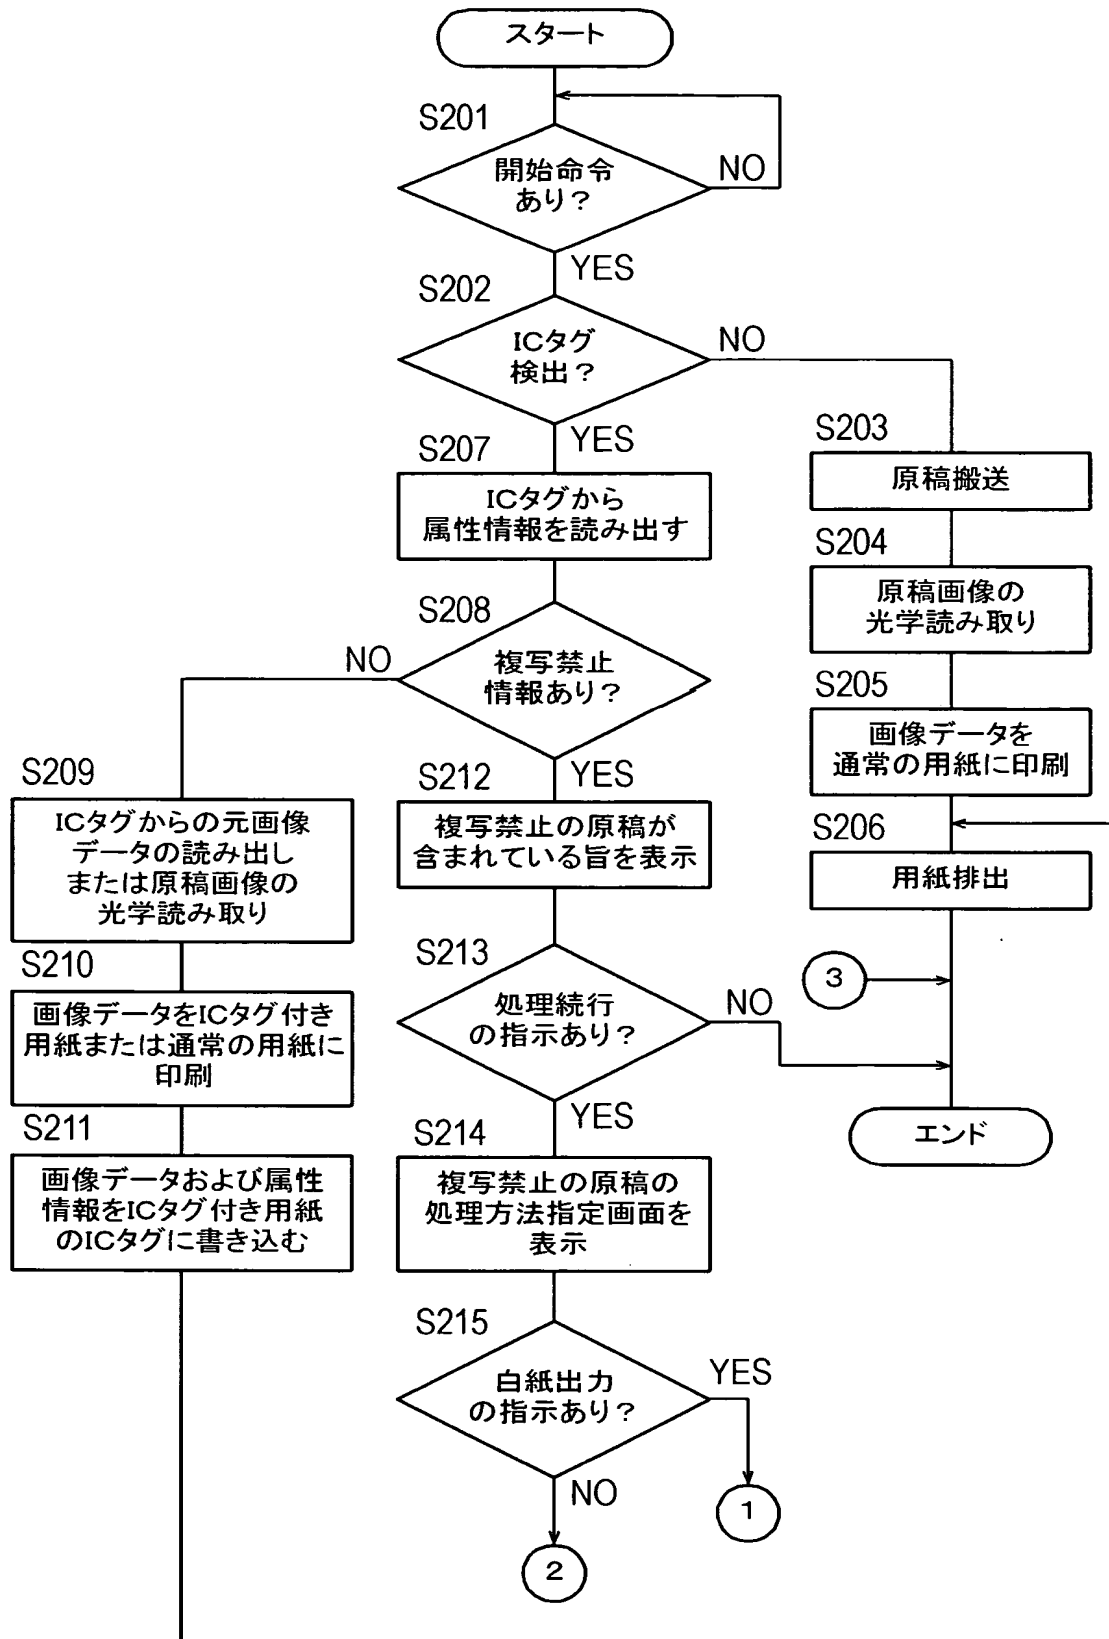 スタート
S201
開始命令
あり?
NO
YES
S202
ICタグ
検出?
NO
YES
S203
原稿搬送
S207
ICタグから
属性情報を読み出す
S204
原稿画像の
光学読み取り
S208
複写禁止
情報あり?
NO
YES
S205
画像データを
通常の用紙に印刷
S209
ICタグからの元画像
データの読み出し
または原稿画像の
光学読み取り
S212
複写禁止の原稿が
含まれている旨を表示
S206
用紙排出
S210
画像データをICタグ付き
用紙または通常の用紙に
印刷
S213
処理続行
の指示あり?
NO
YES
3
エンド
S211
画像データおよび属性
情報をICタグ付き用紙
のICタグに書き込む
S214
複写禁止の原稿の
処理方法指定画面を
表示
S215
白紙出力
の指示あり?
YES
NO
1
2